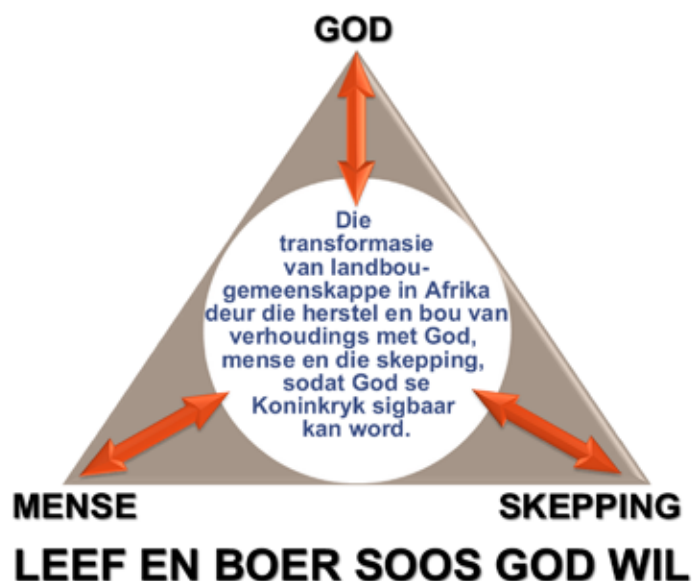 GOD
Die
transformasie
van landbou-
gemeenskappe in Afrika
deur die herstel en bou van
verhoudings met God,
mense en die skepping,
sodat God se
Koninkryk sigbaar
kan word.
MENSE
SKEPPING
LEEF EN BOER SOOS GOD WIL